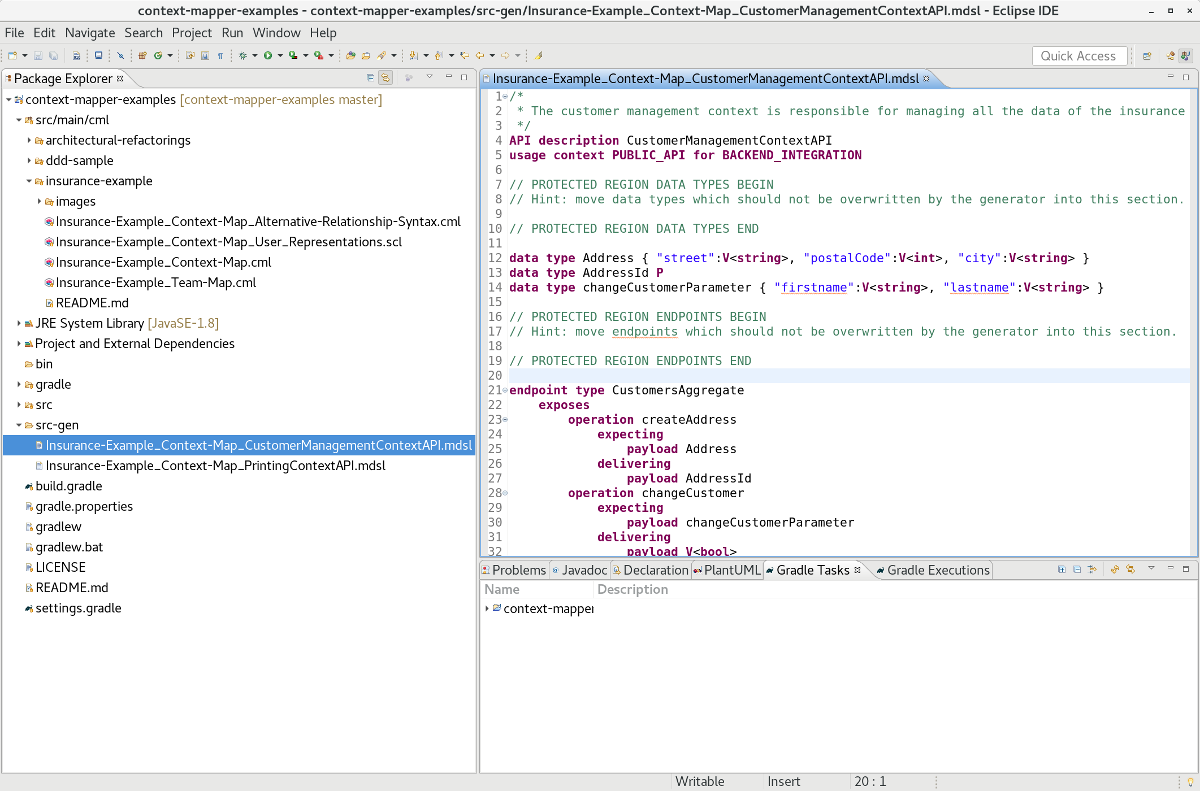 context-mapper-examples - context-mapper-examples/src-gen/Insurance-Example_Context-Map_CustomerManagementContextAPI.mdsl - Eclipse IDE
File Edit Navigate Search Project Run Window Help
Quick Access
Package Explorer
context-mapper-examples [context-mapper-examples master]
src/main/cml
architectural-refactorings
ddd-sample
insurance-example
images
Insurance-Example_Context-Map_Alternative-Relationship-Syntax.cml
Insurance-Example_Context-Map_User_Representations.scl
Insurance-Example_Context-Map.cml
Insurance-Example_Team-Map.cml
README.md
JRE System Library [JavaSE-1.8]
Project and External Dependencies
bin
gradle
src
src-gen
Insurance-Example_Context-Map_CustomerManagementContextAPI.mdsl
Insurance-Example_Context-Map_PrintingContextAPI.mdsl
build.gradle
gradle.properties
gradlew
gradlew.bat
LICENSE
README.md
settings.gradle
Insurance-Example_Context-Map_CustomerManagementContextAPI.mdsl
1 /*
2 * The customer management context is responsible for managing all the data of the insurance
3 */
4 API description CustomerManagementContextAPI
5 usage context PUBLIC_API for BACKEND_INTEGRATION
6
7 // PROTECTED REGION DATA TYPES BEGIN
8 // Hint: move data types which should not be overwritten by the generator into this section.
9
10 // PROTECTED REGION DATA TYPES END
11
12 data type Address { "street":V<string>, "postalCode":V<int>, "city":V<string> }
13 data type AddressId P
14 data type changeCustomerParameter { "firstname":V<string>, "lastname":V<string> }
15
16 // PROTECTED REGION ENDPOINTS BEGIN
17 // Hint: move endpoints which should not be overwritten by the generator into this section.
18
19 // PROTECTED REGION ENDPOINTS END
20
21 endpoint type CustomersAggregate
22 exposes
23 operation createAddress
24 expecting
25 payload Address
26 delivering
27 payload AddressId
28 operation changeCustomer
29 expecting
30 payload changeCustomerParameter
31 delivering
32 payload V<bool>
Problems Javadoc Declaration PlantUML Gradle Tasks Gradle Executions
Name Description
context-mapper
Writable Insert 20 : 1